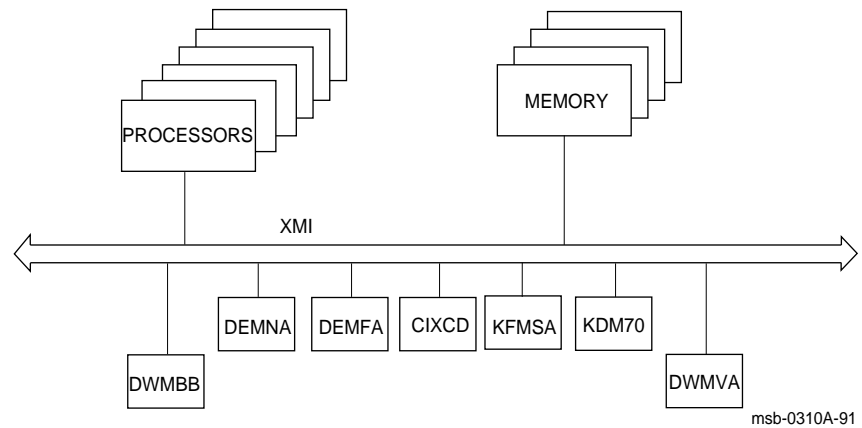 PROCESSORS
MEMORY
XMI
DEMNA
DEMFA
CIXCD
KFMSA
KDM70
DWMBB
DWMVA
msb-0310A-91